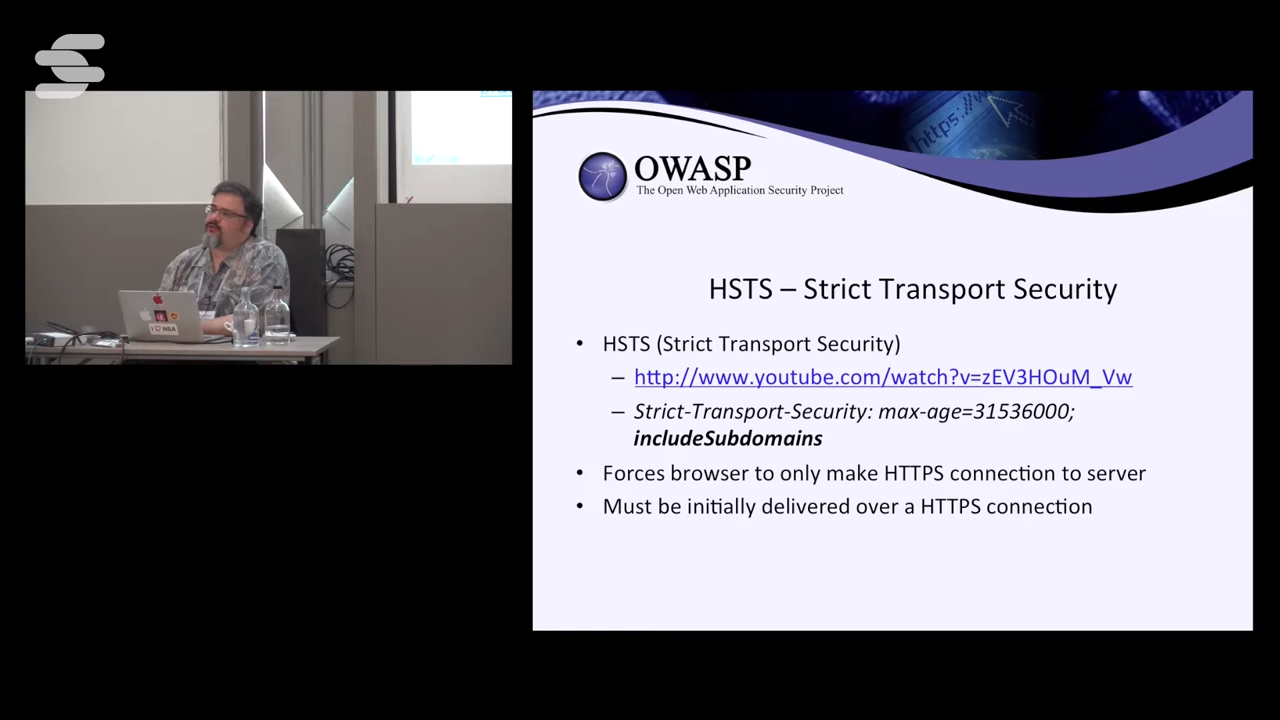 https://w
OWASP
The Open Web Application Security Project
HSTS – Strict Transport Security
• HSTS (Strict Transport Security)
– http://www.youtube.com/watch?v=zEV3HOuM_Vw
– Strict-Transport-Security: max-age=31536000;
includeSubdomains
• Forces browser to only make HTTPS connection to server
• Must be initially delivered over a HTTPS connection
I ♡ NSA